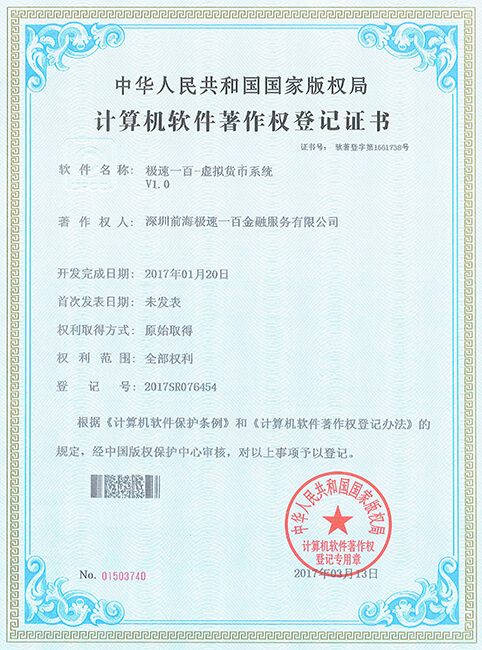 中华人民共和国国家版权局
计算机软件著作权登记证书
证书号： 软著登字第1661738号
软件名称： 极速一百-虚拟货币系统
V1.0
著作权人： 深圳前海极速一百金融服务有限公司
开发完成日期： 2017年01月20日
首次发表日期： 未发表
权利取得方式： 原始取得
权利范围： 全部权利
登记号： 2017SR076454
根据《计算机软件保护条例》和《计算机软件著作权登记办法》的
规定，经中国版权保护中心审核，对以上事项予以登记。
中华人民共和国国家版权局
计算机软件著作权
登记专用章
No. 01503740
2017年03月13日